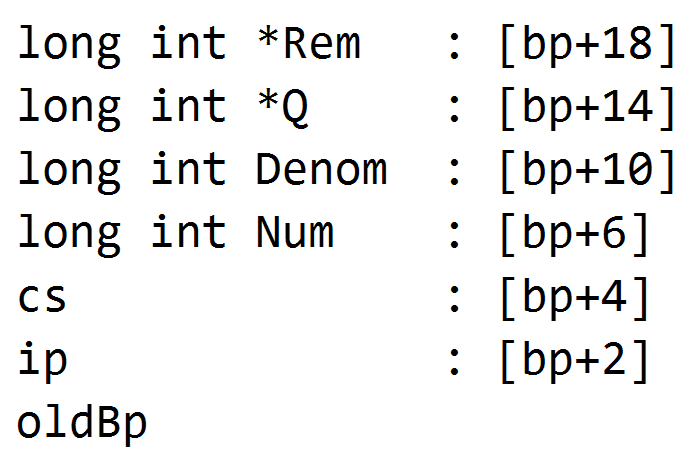 long int *Rem   : [bp+18]
long int *Q     : [bp+14]
long int Denom  : [bp+10]
long int Num    : [bp+6]
cs              : [bp+4]
ip              : [bp+2]
oldBp